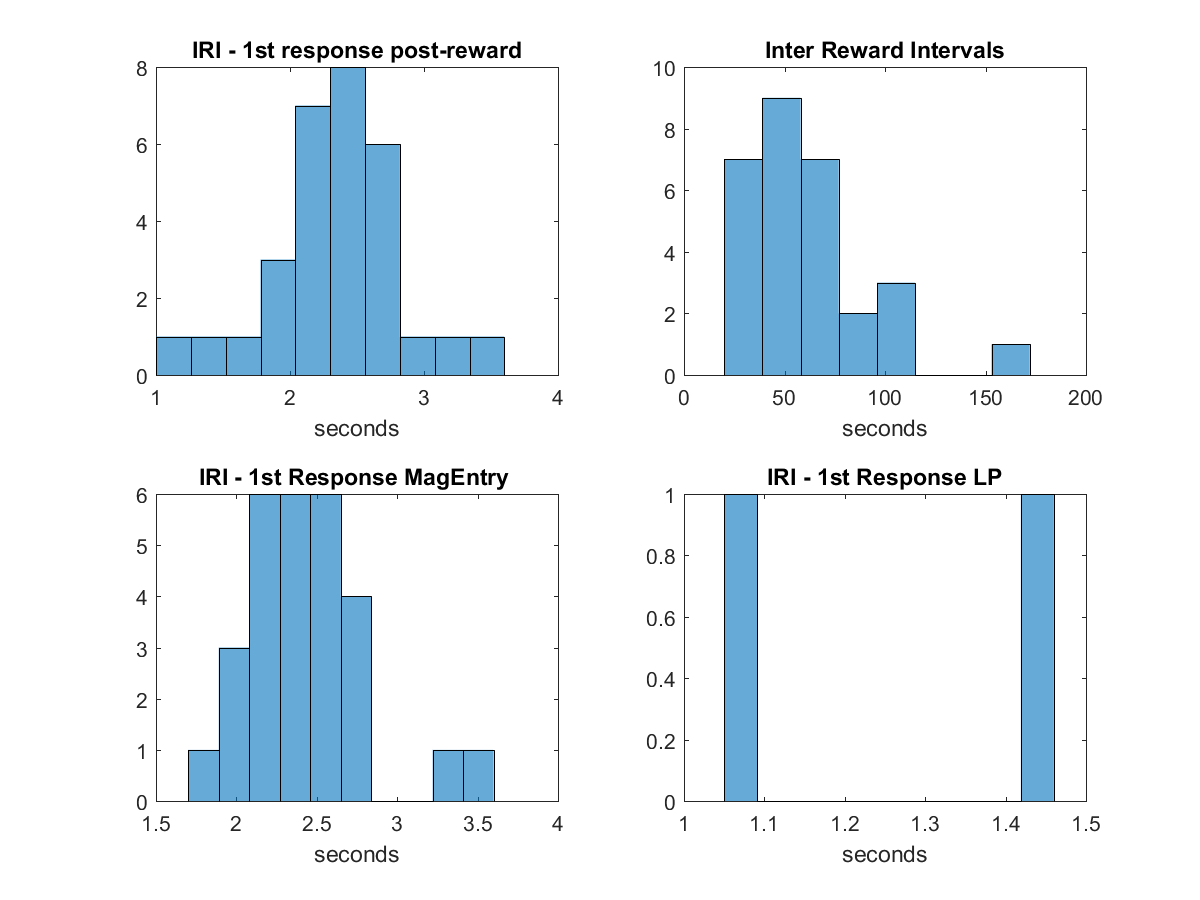 IRI - 1st response post-reward
8
6
4
2
0
1 2 3 4
seconds
Inter Reward Intervals
10
8
6
4
2
0
0 50 100 150 200
seconds
IRI - 1st Response MagEntry
6
5
4
3
2
1
0
1.5 2 2.5 3 3.5 4
seconds
IRI - 1st Response LP
1
0.8
0.6
0.4
0.2
0
1 1.1 1.2 1.3 1.4 1.5
seconds